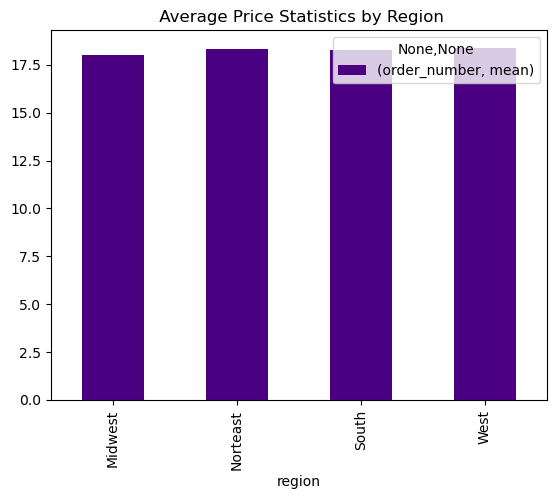 Average Price Statistics by Region
None,None
(order_number, mean)
17.5
15.0
12.5
10.0
7.5
5.0
2.5
0.0
Midwest
Norteast
South
West
region